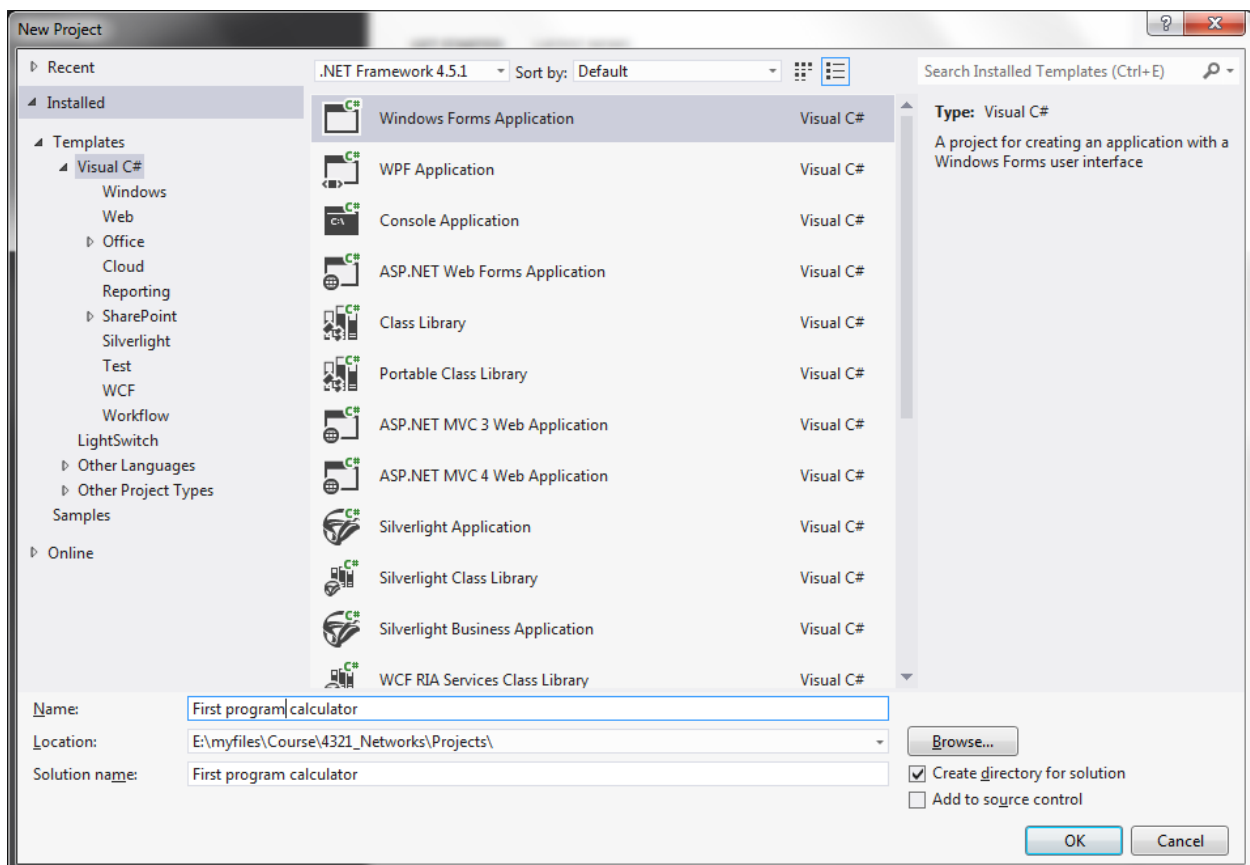 New Project
Recent
Installed
Templates
Visual C#
Windows
Web
Office
Cloud
Reporting
SharePoint
Silverlight
Test
WCF
Workflow
LightSwitch
Other Languages
Other Project Types
Samples
Online
.NET Framework 4.5.1 Sort by: Default
Windows Forms Application Visual C#
WPF Application Visual C#
Console Application Visual C#
ASP.NET Web Forms Application Visual C#
Class Library Visual C#
Portable Class Library Visual C#
ASP.NET MVC 3 Web Application Visual C#
ASP.NET MVC 4 Web Application Visual C#
Silverlight Application Visual C#
Silverlight Class Library Visual C#
Silverlight Business Application Visual C#
WCF RIA Services Class Library Visual C#
Search Installed Templates (Ctrl+E)
Type: Visual C#
A project for creating an application with a
Windows Forms user interface
Name: First program calculator
Location: E:\myfiles\Course\4321_Networks\Projects\
Solution name: First program calculator
Browse...
Create directory for solution
Add to source control
OK Cancel